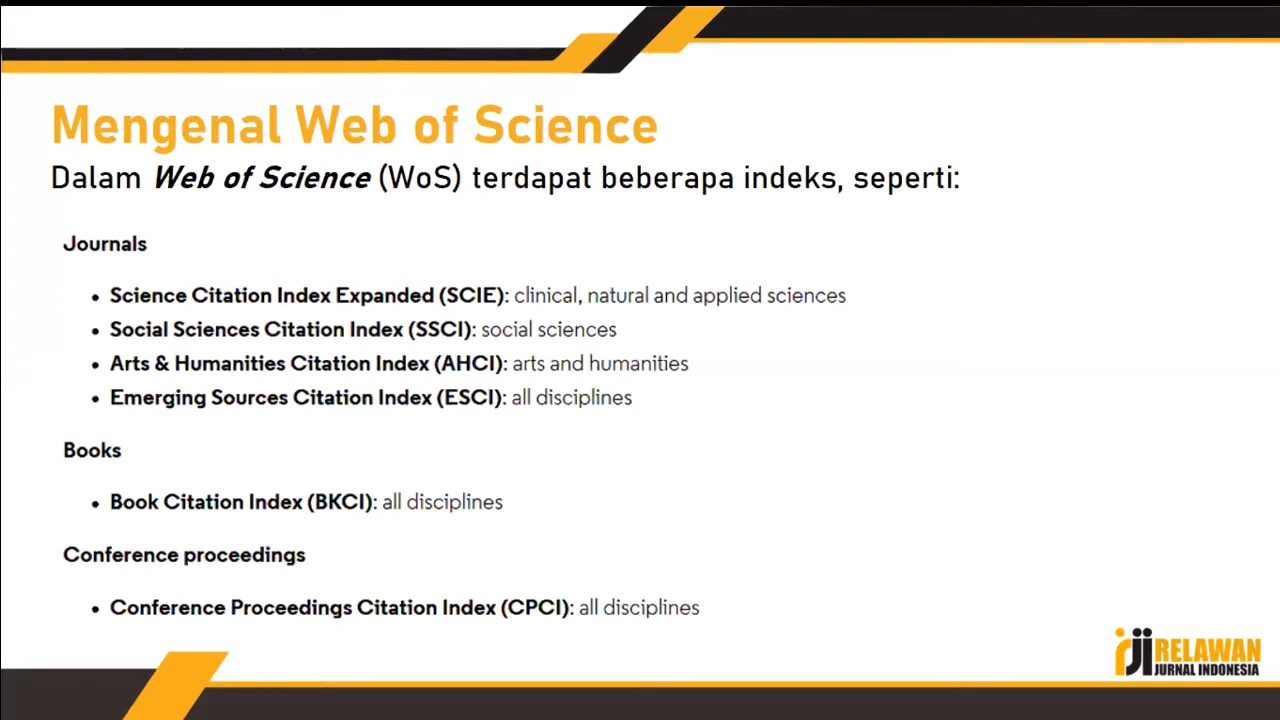 Mengenal Web of Science
Dalam Web of Science (WoS) terdapat beberapa indeks, seperti:
Journals
• Science Citation Index Expanded (SCIE): clinical, natural and applied sciences
• Social Sciences Citation Index (SSCI): social sciences
• Arts & Humanities Citation Index (AHCI): arts and humanities
• Emerging Sources Citation Index (ESCI): all disciplines
Books
• Book Citation Index (BKCI): all disciplines
Conference proceedings
• Conference Proceedings Citation Index (CPCI): all disciplines
RELAWAN
JURNAL INDONESIA